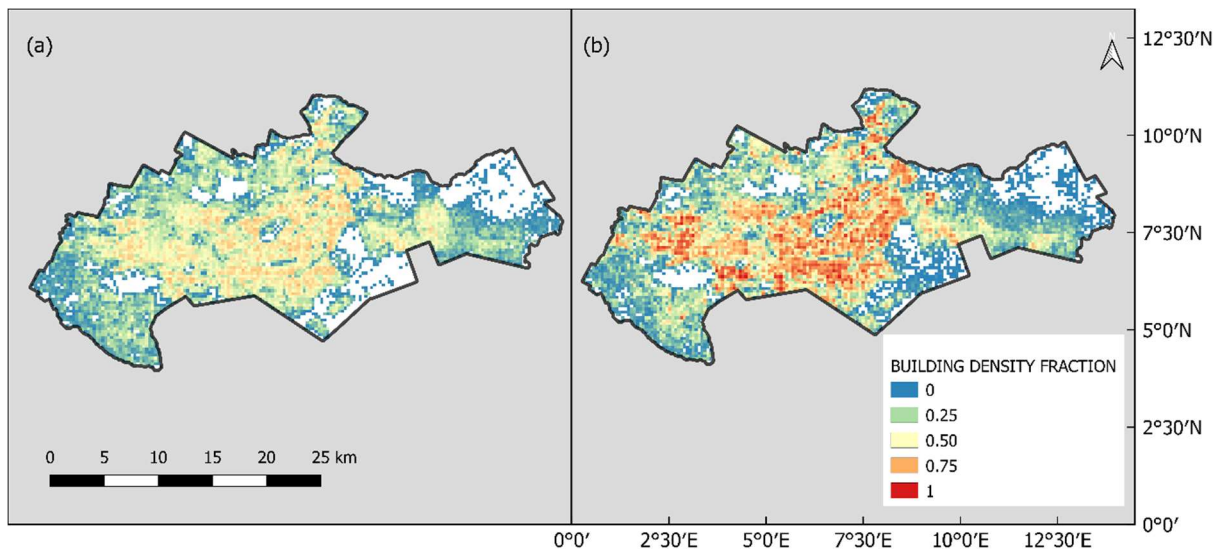 (a)
(b)
N
12°30′N
10°0′N
7°30′N
5°0′N
2°30′N
0°0′
BUILDING DENSITY FRACTION
0
0.25
0.50
0.75
1
0 5 10 15 20 25 km
0°0′ 2°30′E 5°0′E 7°30′E 10°0′E 12°30′E